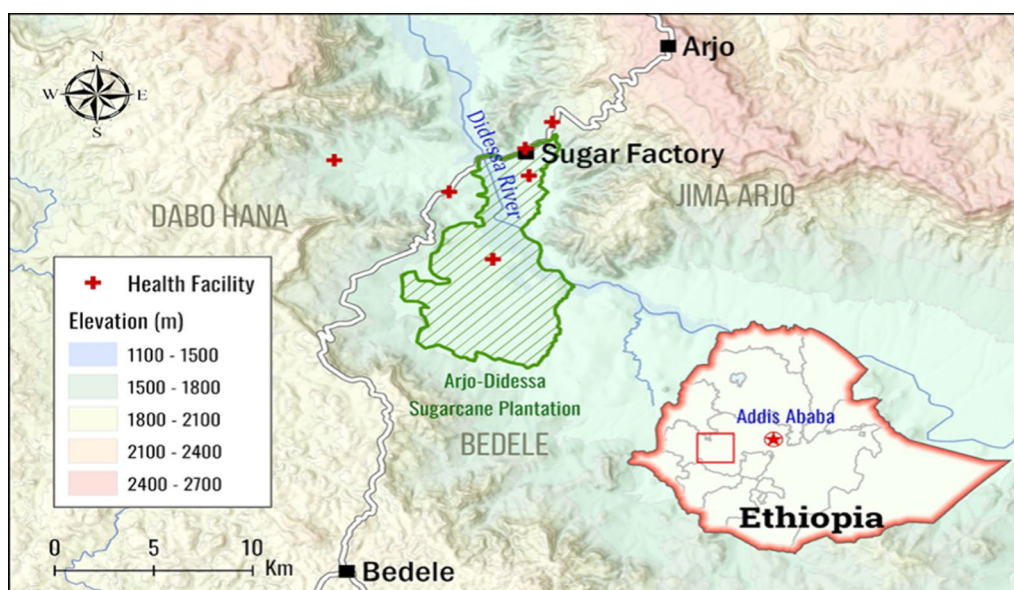 N
W E
S
Arjo
Didessa River
Sugar Factory
DABO HANA
JIMA ARJO
Health Facility
Elevation (m)
1100 - 1500
1500 - 1800
1800 - 2100
2100 - 2400
2400 - 2700
Arjo-Didessa
Sugarcane Plantation
BEDELE
Addis Ababa
Ethiopia
0 5 10
Km
Bedele